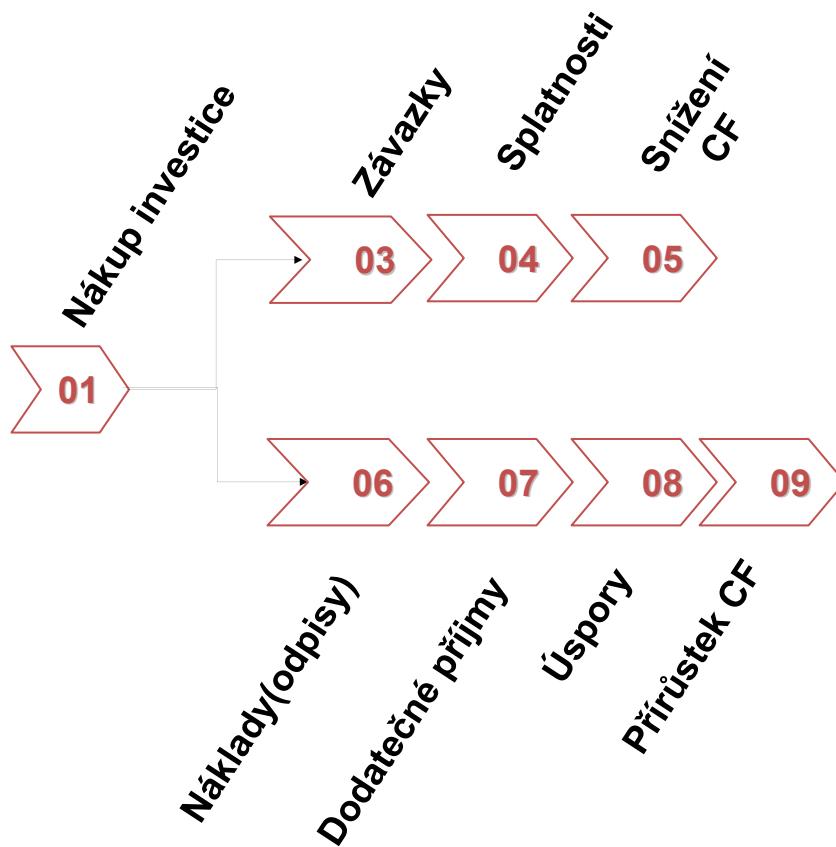 Nákup investice
Závazky
Splatnosti
Snížení
CF
01
03
04
05
06
07
08
09
Náklady(odpisy)
Dodatečné příjmy
Úspory
Přírůstek CF